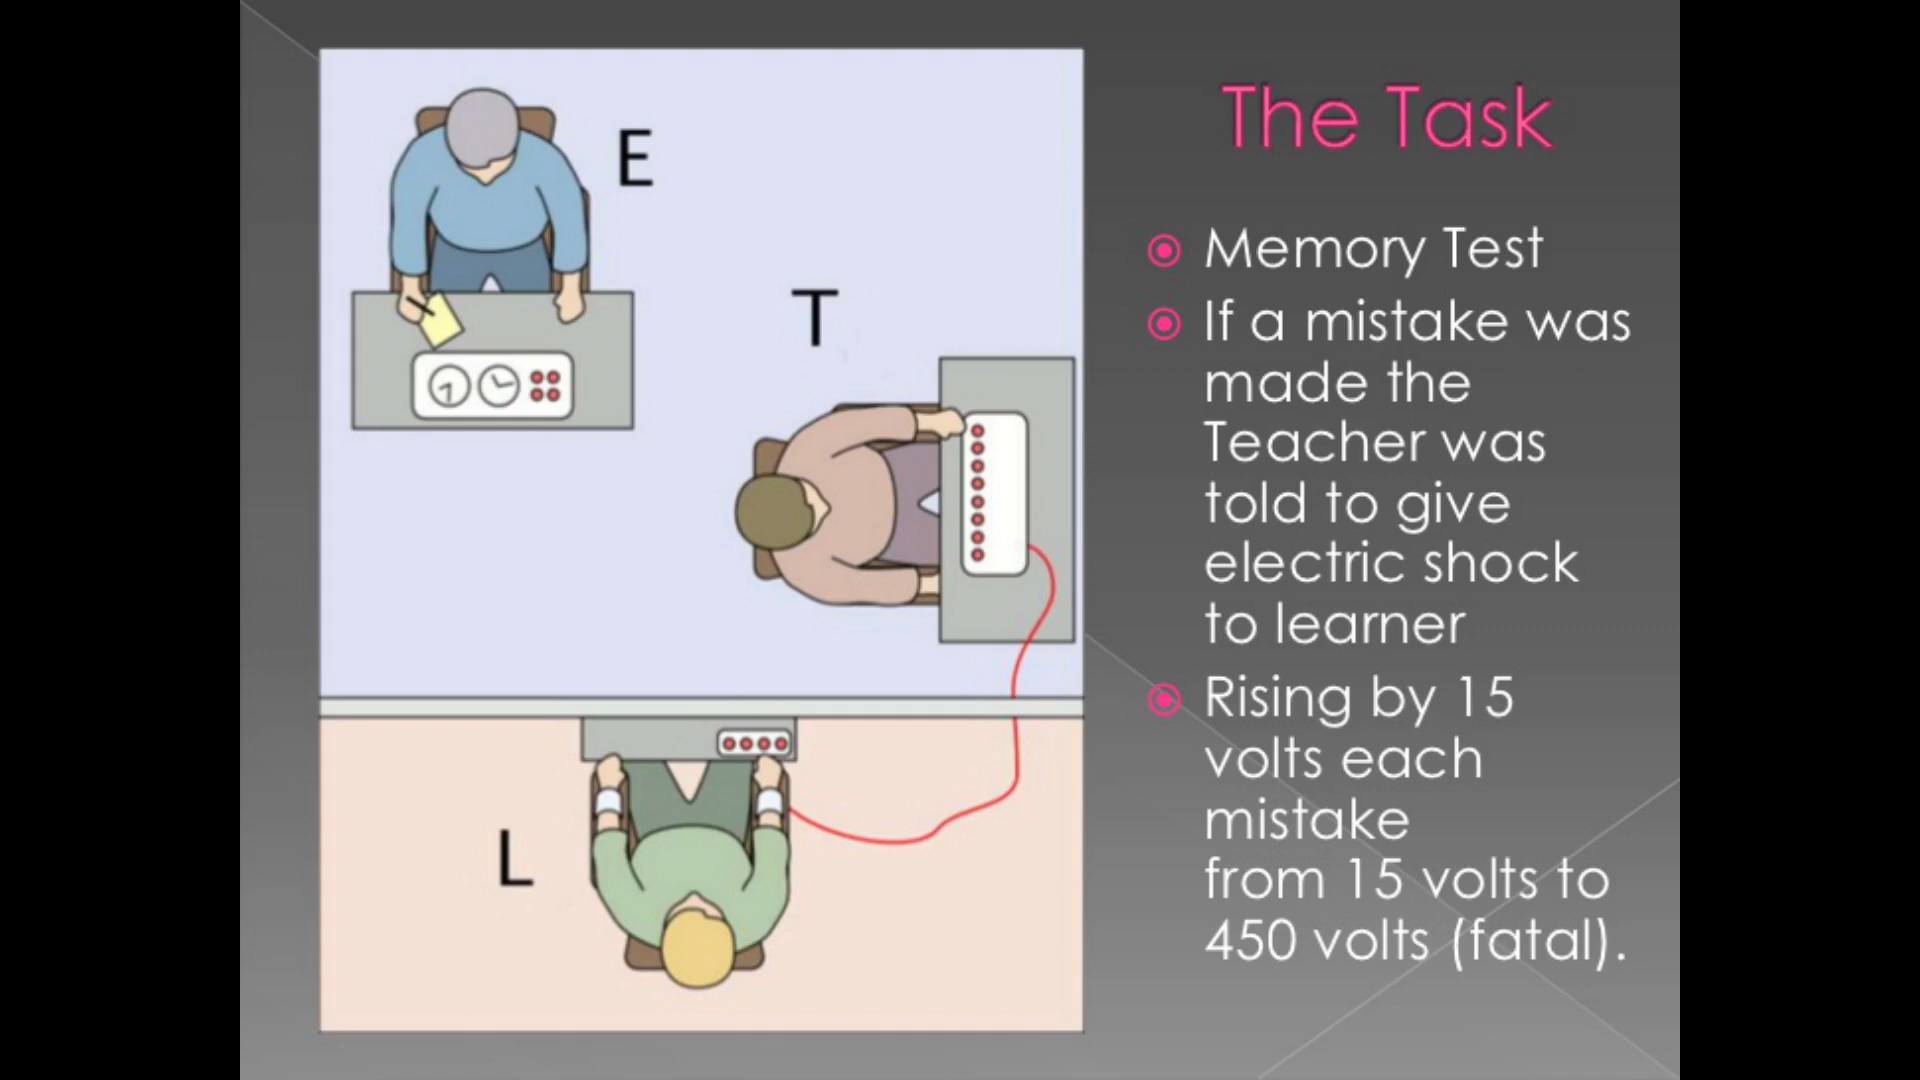 The Task
E
T
L
Memory Test
If a mistake was
made the
Teacher was
told to give
electric shock
to learner
Rising by 15
volts each
mistake
from 15 volts to
450 volts (fatal).